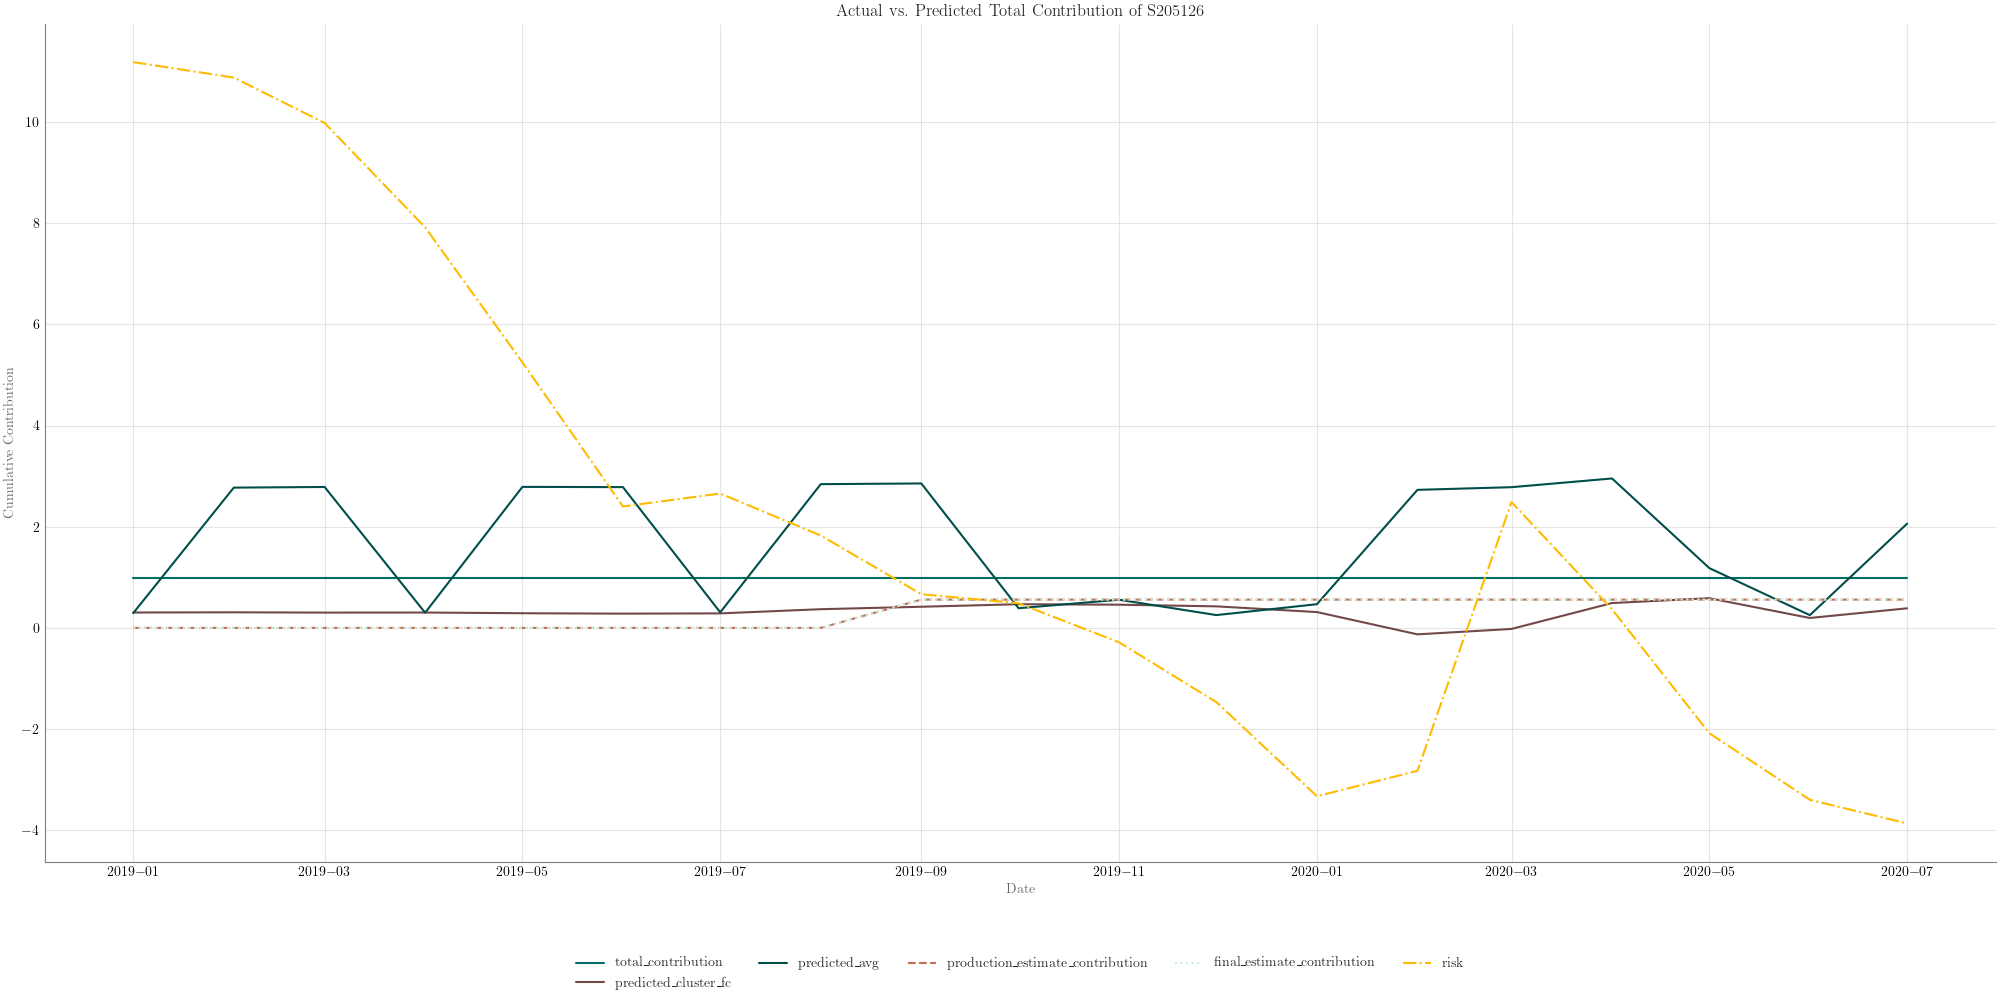 Actual vs. Predicted Total Contribution of S205126
Cumulative Contribution
10
8
6
4
2
0
−2
−4
2019−01 2019−03 2019−05 2019−07 2019−09 2019−11 2020−01 2020−03 2020−05 2020−07
Date
total_contribution predicted_avg production_estimate_contribution final_estimate_contribution risk
predicted_cluster_fc